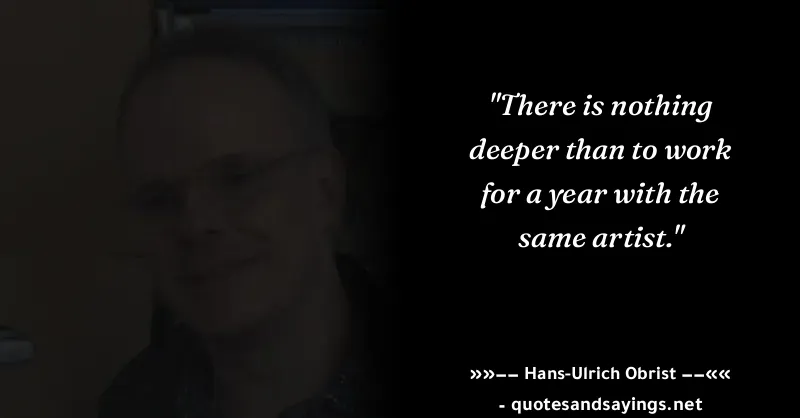 "There is nothing
deeper than to work
for a year with the
same artist."
»»–– Hans-Ulrich Obrist ––««
- quotesandsayings.net